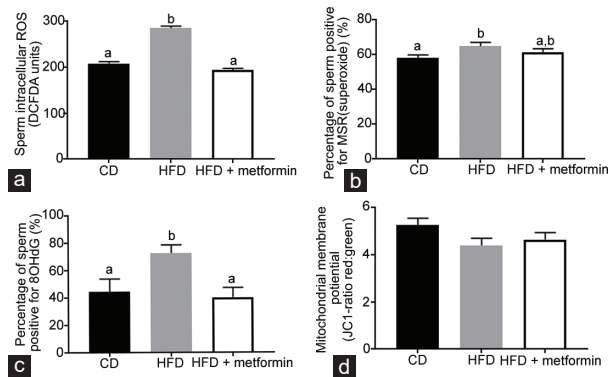 Sperm intracellular ROS
(DCFDA units)
300
200
100
0
a
b
a
CD
HFD
HFD + metformin
a
Percentage of sperm positive
for MSR(superoxide) (%)
80
60
40
20
0
a
b
a,b
CD
HFD
HFD + metformin
b
Percentage of sperm
positive for 8OHdG (%)
100
80
60
40
20
0
a
b
a
CD
HFD
HFD + metformin
c
Mitochondrial membrane
potiential
(JC1-ratio red:green)
6
4
2
0
CD
HFD
HFD + metformin
d